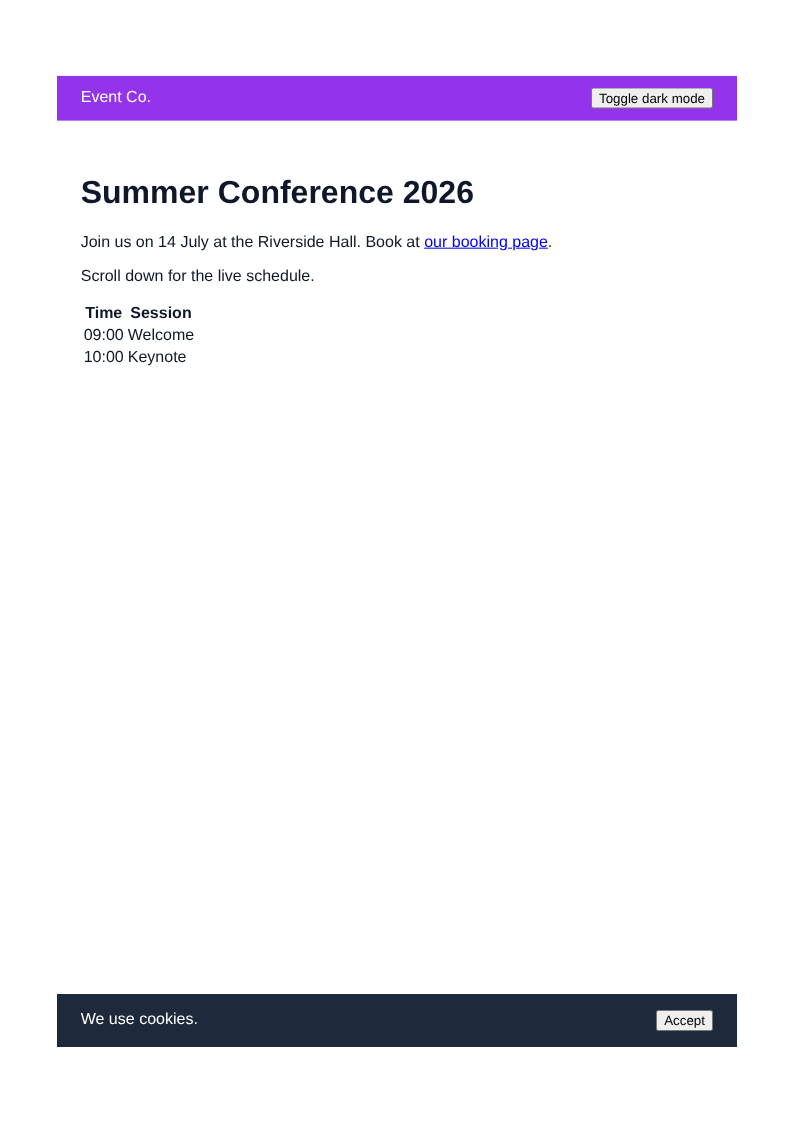 Event Co.
Toggle dark mode
Summer Conference 2026
Join us on 14 July at the Riverside Hall. Book at our booking page.
Scroll down for the live schedule.
Time Session
09:00 Welcome
10:00 Keynote
We use cookies.
Accept